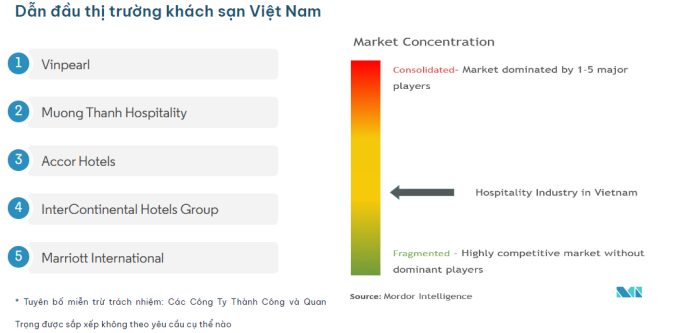 Dẫn đầu thị trường khách sạn Việt Nam
1 Vinpearl
2 Muong Thanh Hospitality
3 Accor Hotels
4 InterContinental Hotels Group
5 Marriott International
* Tuyên bố miễn trừ trách nhiệm: Các Công Ty Thành Công và Quan
Trọng được sắp xếp không theo yêu cầu cụ thể nào
Market Concentration
Consolidated- Market dominated by 1-5 major
players
Hospitality Industry in Vietnam
Fragmented - Highly competitive market without
dominant players
Source: Mordor Intelligence